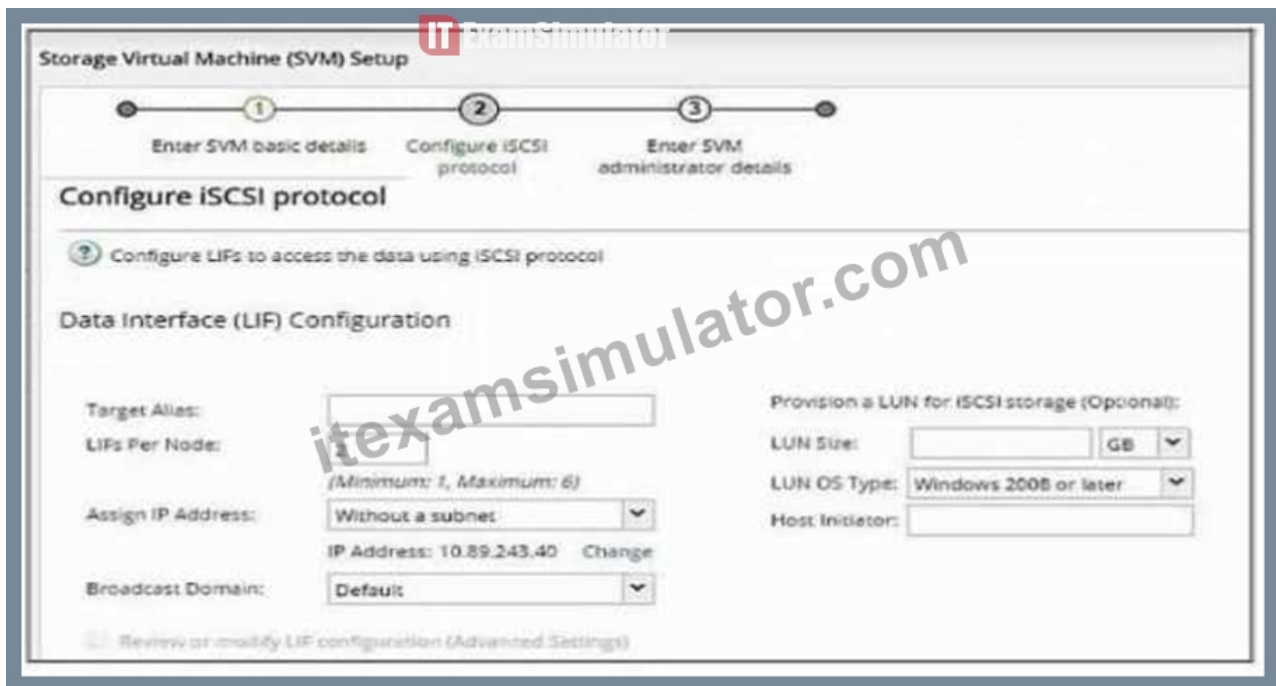 IT ExamSimulator
Storage Virtual Machine (SVM) Setup
1 2 3
Enter SVM basic details
Configure iSCSI protocol
Enter SVM administrator details
Configure iSCSI protocol
? Configure LIFs to access the data using iSCSI protocol
Data Interface (LIF) Configuration
Target Alias:
LIFs Per Node: 2
(Minimum: 1, Maximum: 6)
Assign IP Address: Without a subnet
IP Address: 10.89.243.40 Change
Broadcast Domain: Default
Review or modify LIF configuration (Advanced Settings)
Provision a LUN for iSCSI storage (Optional):
LUN Size: GB
LUN OS Type: Windows 2008 or later
Host Initiator:
itexamsimulator.com